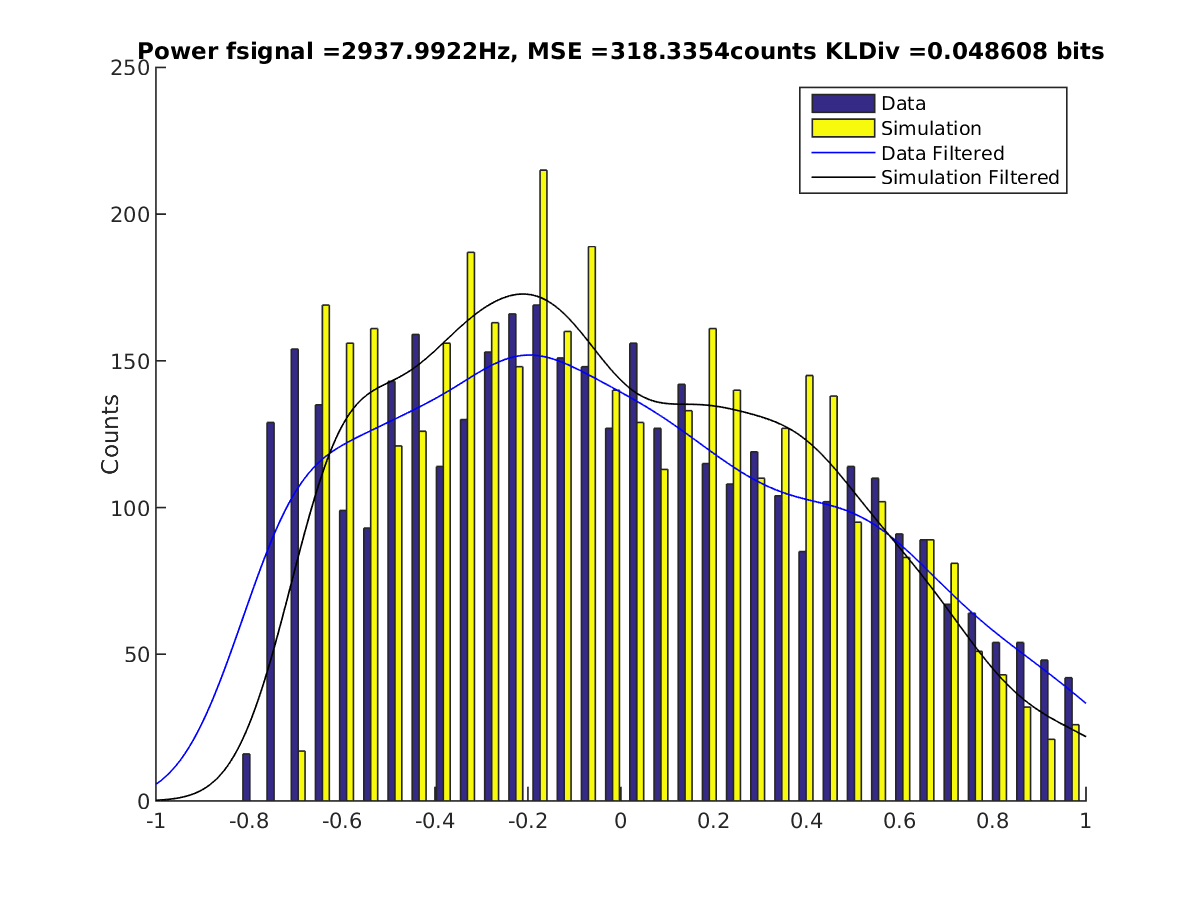 Power fsignal =2937.9922Hz, MSE =318.3354counts KLDiv =0.048608 bits
250
200
150
100
50
0
Counts
Data
Simulation
Data Filtered
Simulation Filtered
-1 -0.8 -0.6 -0.4 -0.2 0 0.2 0.4 0.6 0.8 1